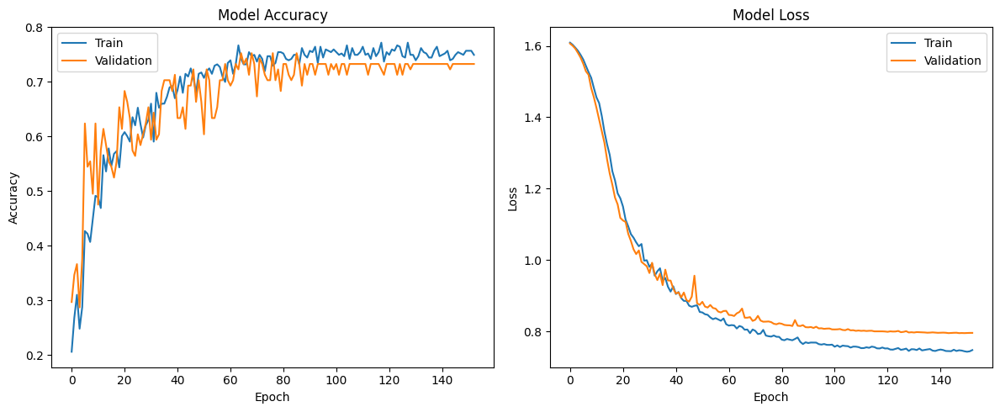 Model Accuracy
Train
Validation
Accuracy
0.8
0.7
0.6
0.5
0.4
0.3
0.2
0 20 40 60 80 100 120 140
Epoch
Model Loss
Train
Validation
Loss
1.6
1.4
1.2
1.0
0.8
0 20 40 60 80 100 120 140
Epoch